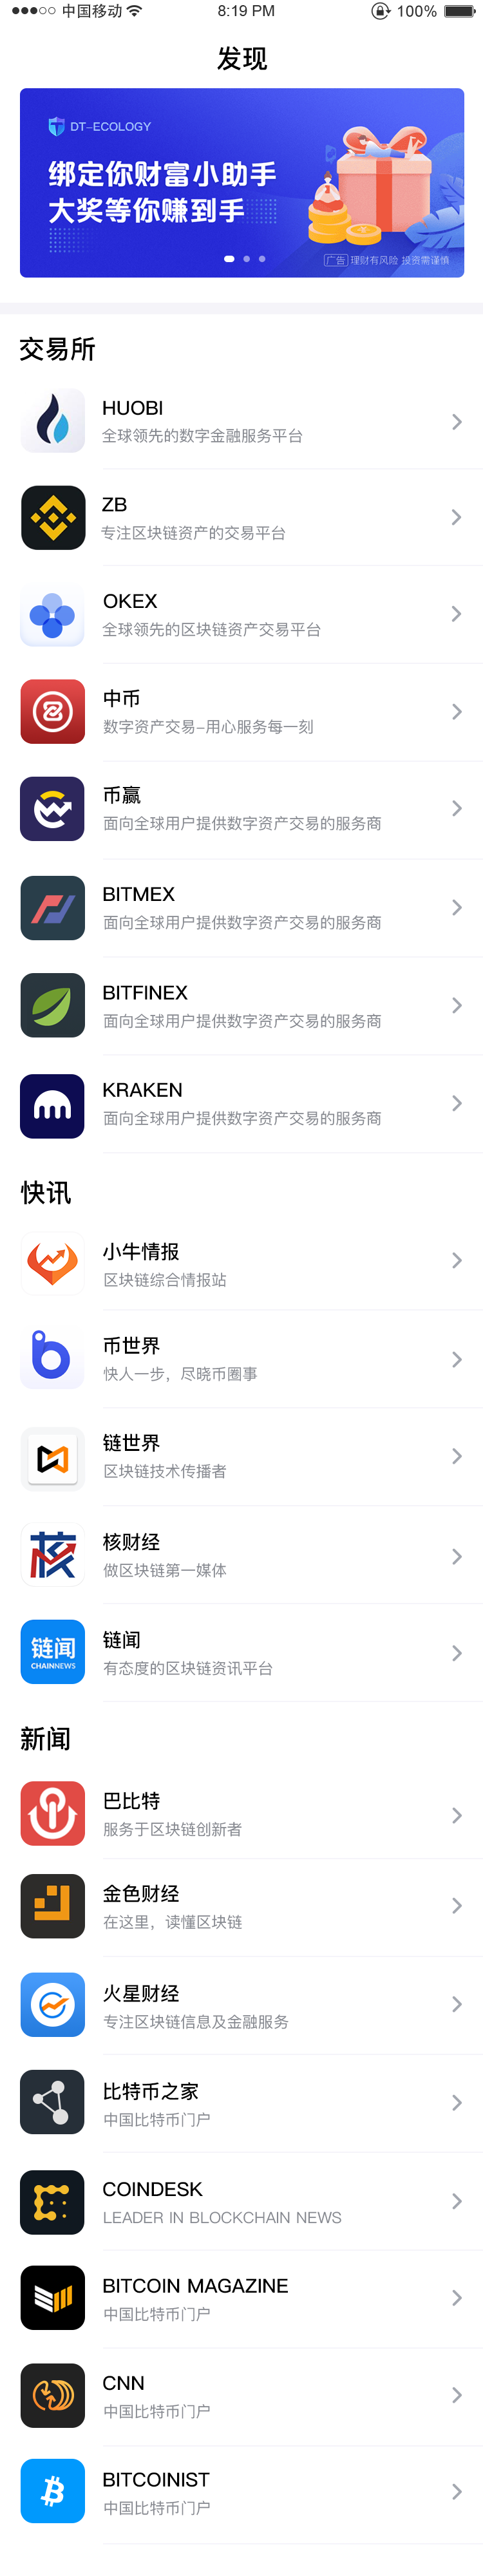 中国移动
8:19 PM
100%
发现
DT-ECOLOGY
绑定你财富小助手
大奖等你赚到手
广告 理财有风险 投资需谨慎
交易所
HUOBI
全球领先的数字金融服务平台
ZB
专注区块链资产的交易平台
OKEX
全球领先的区块链资产交易平台
中币
数字资产交易-用心服务每一刻
币赢
面向全球用户提供数字资产交易的服务商
BITMEX
面向全球用户提供数字资产交易的服务商
BITFINEX
面向全球用户提供数字资产交易的服务商
KRAKEN
面向全球用户提供数字资产交易的服务商
快讯
小牛情报
区块链综合情报站
币世界
快人一步，尽晓币圈事
链世界
区块链技术传播者
核
核财经
做区块链第一媒体
链闻
CHAINNEWS
链闻
有态度的区块链资讯平台
新闻
巴比特
服务于区块链创新者
金色财经
在这里，读懂区块链
火星财经
专注区块链信息及金融服务
比特币之家
中国比特币门户
COINDESK
LEADER IN BLOCKCHAIN NEWS
BITCOIN MAGAZINE
中国比特币门户
CNN
中国比特币门户
BITCOINIST
中国比特币门户